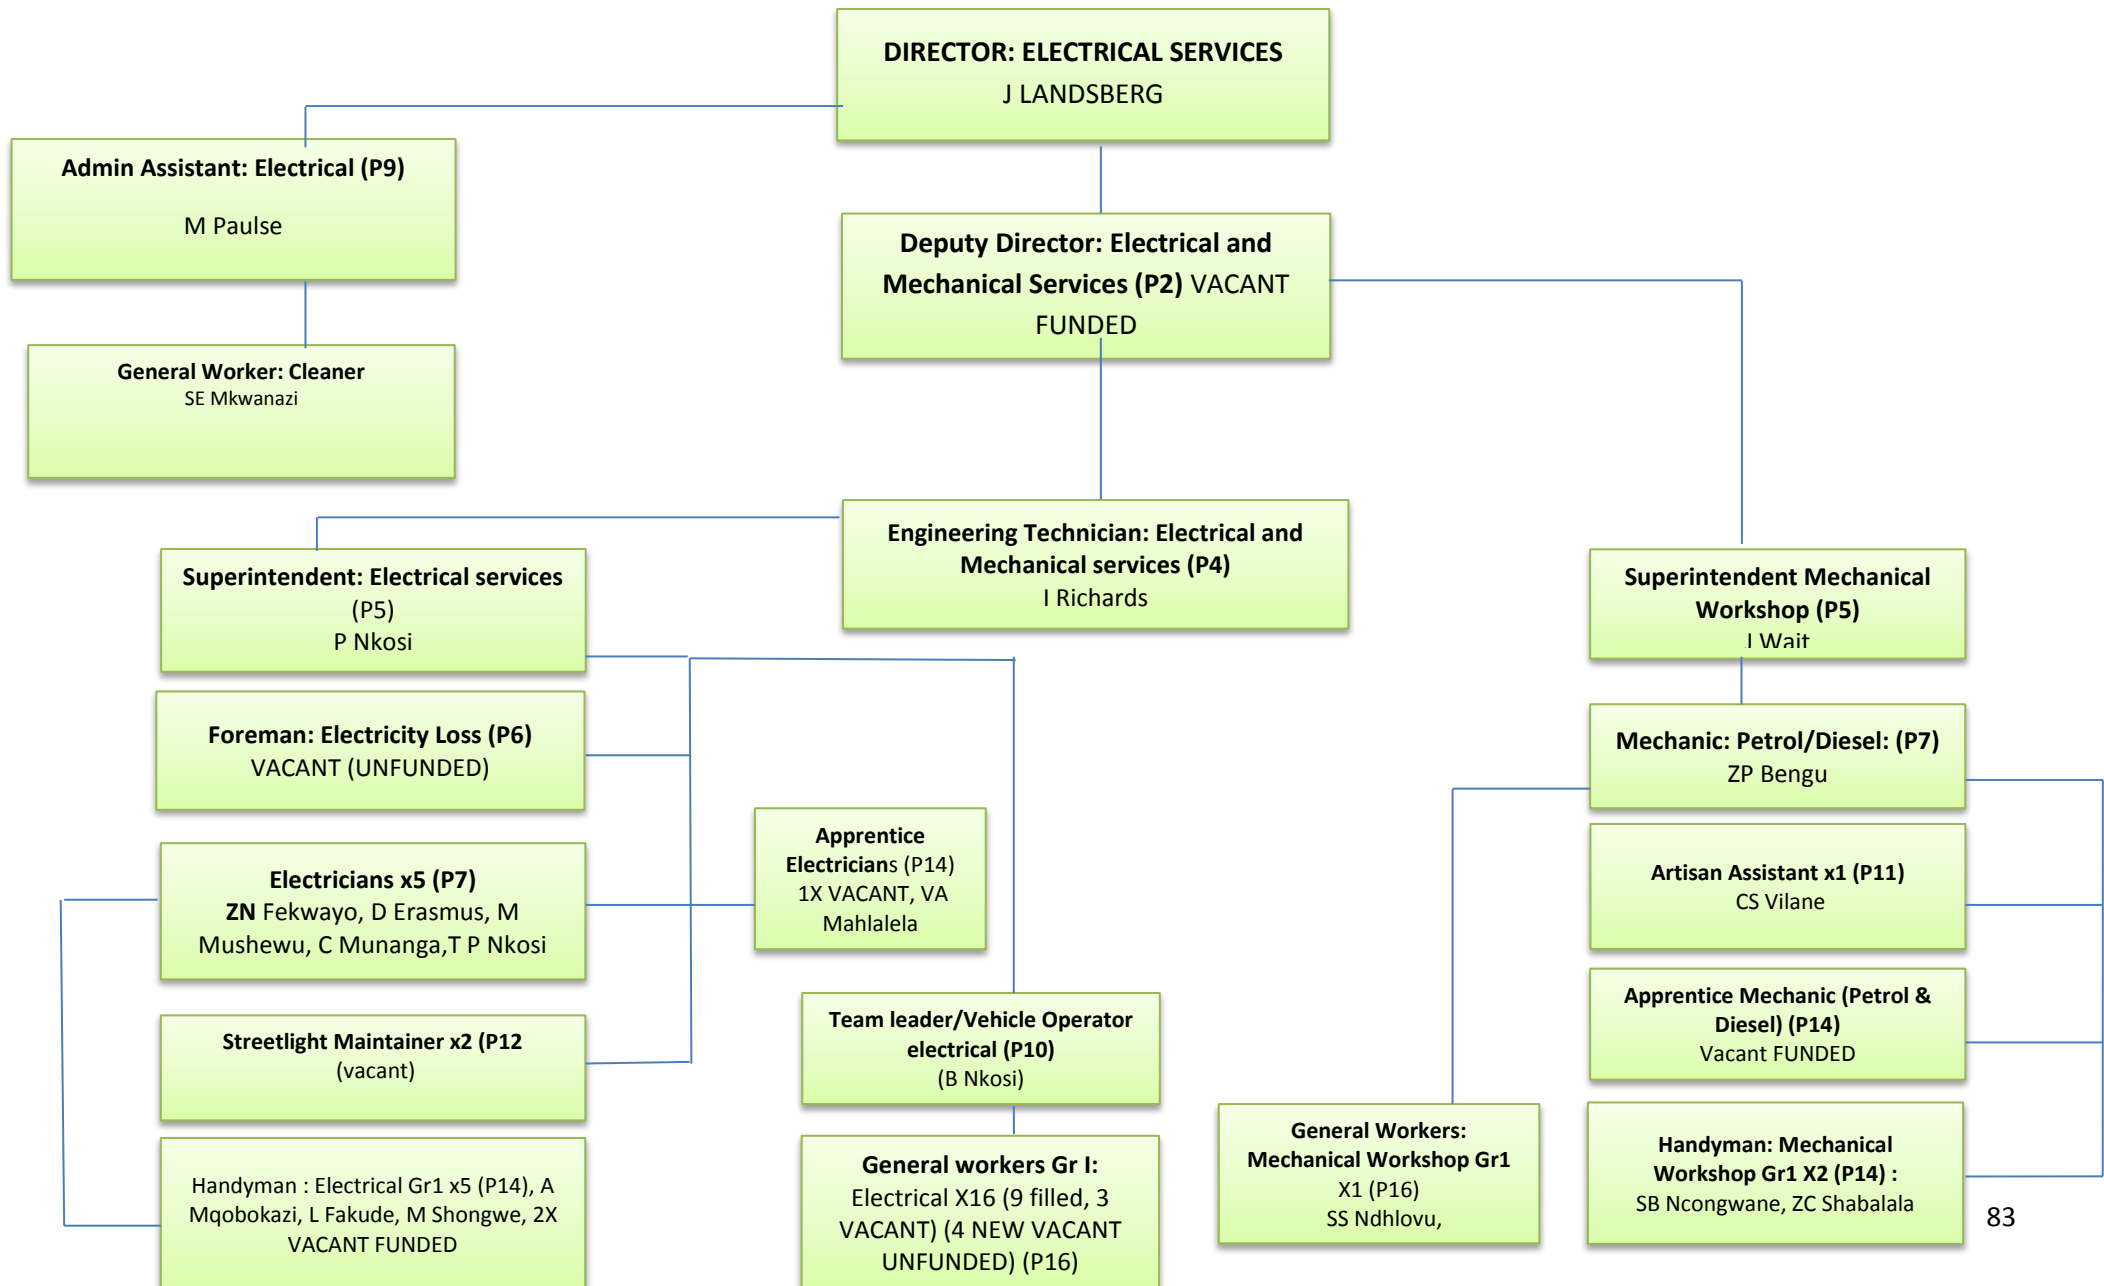 DIRECTOR: ELECTRICAL SERVICES
J LANDSBERG
Admin Assistant: Electrical (P9)
M Paulse
Deputy Director: Electrical and
Mechanical Services (P2) VACANT
FUNDED
General Worker: Cleaner
SE Mkwanazi
Engineering Technician: Electrical and
Mechanical services (P4)
I Richards
Superintendent: Electrical services
(P5)
P Nkosi
Superintendent Mechanical
Workshop (P5)
J Wait
Foreman: Electricity Loss (P6)
VACANT (UNFUNDED)
Mechanic: Petrol/Diesel: (P7)
ZP Bengu
Apprentice
Electricians (P14)
1X VACANT, VA
Mahlalela
Electricians x5 (P7)
ZN Fekwayo, D Erasmus, M
Mushewu, C Munanga,T P Nkosi
Artisan Assistant x1 (P11)
CS Vilane
Apprentice Mechanic (Petrol &
Diesel) (P14)
Vacant FUNDED
Streetlight Maintainer x2 (P12
(vacant)
Team leader/Vehicle Operator
electrical (P10)
(B Nkosi)
General Workers:
Mechanical Workshop Gr1
X1 (P16)
SS Ndhlovu,
Handyman: Mechanical
Workshop Gr1 X2 (P14) :
SB Ncongwane, ZC Shabalala
Handyman : Electrical Gr1 x5 (P14), A
Mqobokazi, L Fakude, M Shongwe, 2X
VACANT FUNDED
General workers Gr I:
Electrical X16 (9 filled, 3
VACANT) (4 NEW VACANT
UNFUNDED) (P16)
83